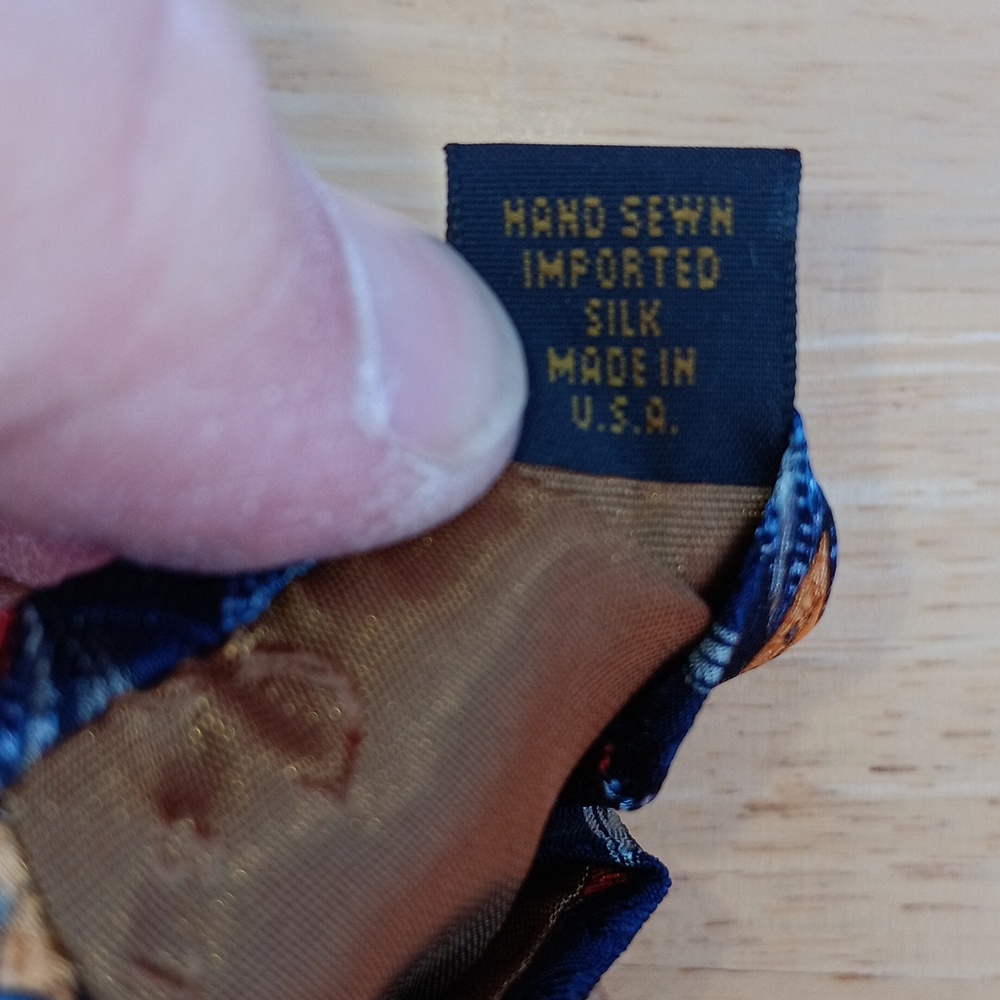 HAND SEWN
IMPORTED
SILK
MADE IN
U.S.A.